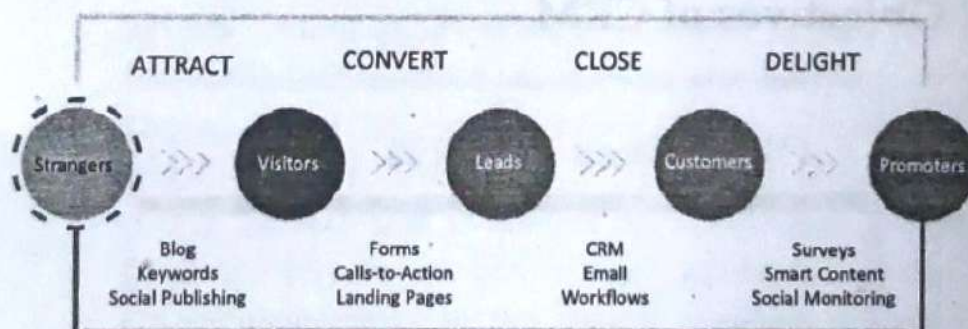 ATTRACT CONVERT CLOSE DELIGHT
Strangers >>> Visitors >>> Leads >>> Customers >>> Promoters
Blog Forms CRM Surveys
Keywords Calls-to-Action Email Smart Content
Social Publishing Landing Pages Workflows Social Monitoring